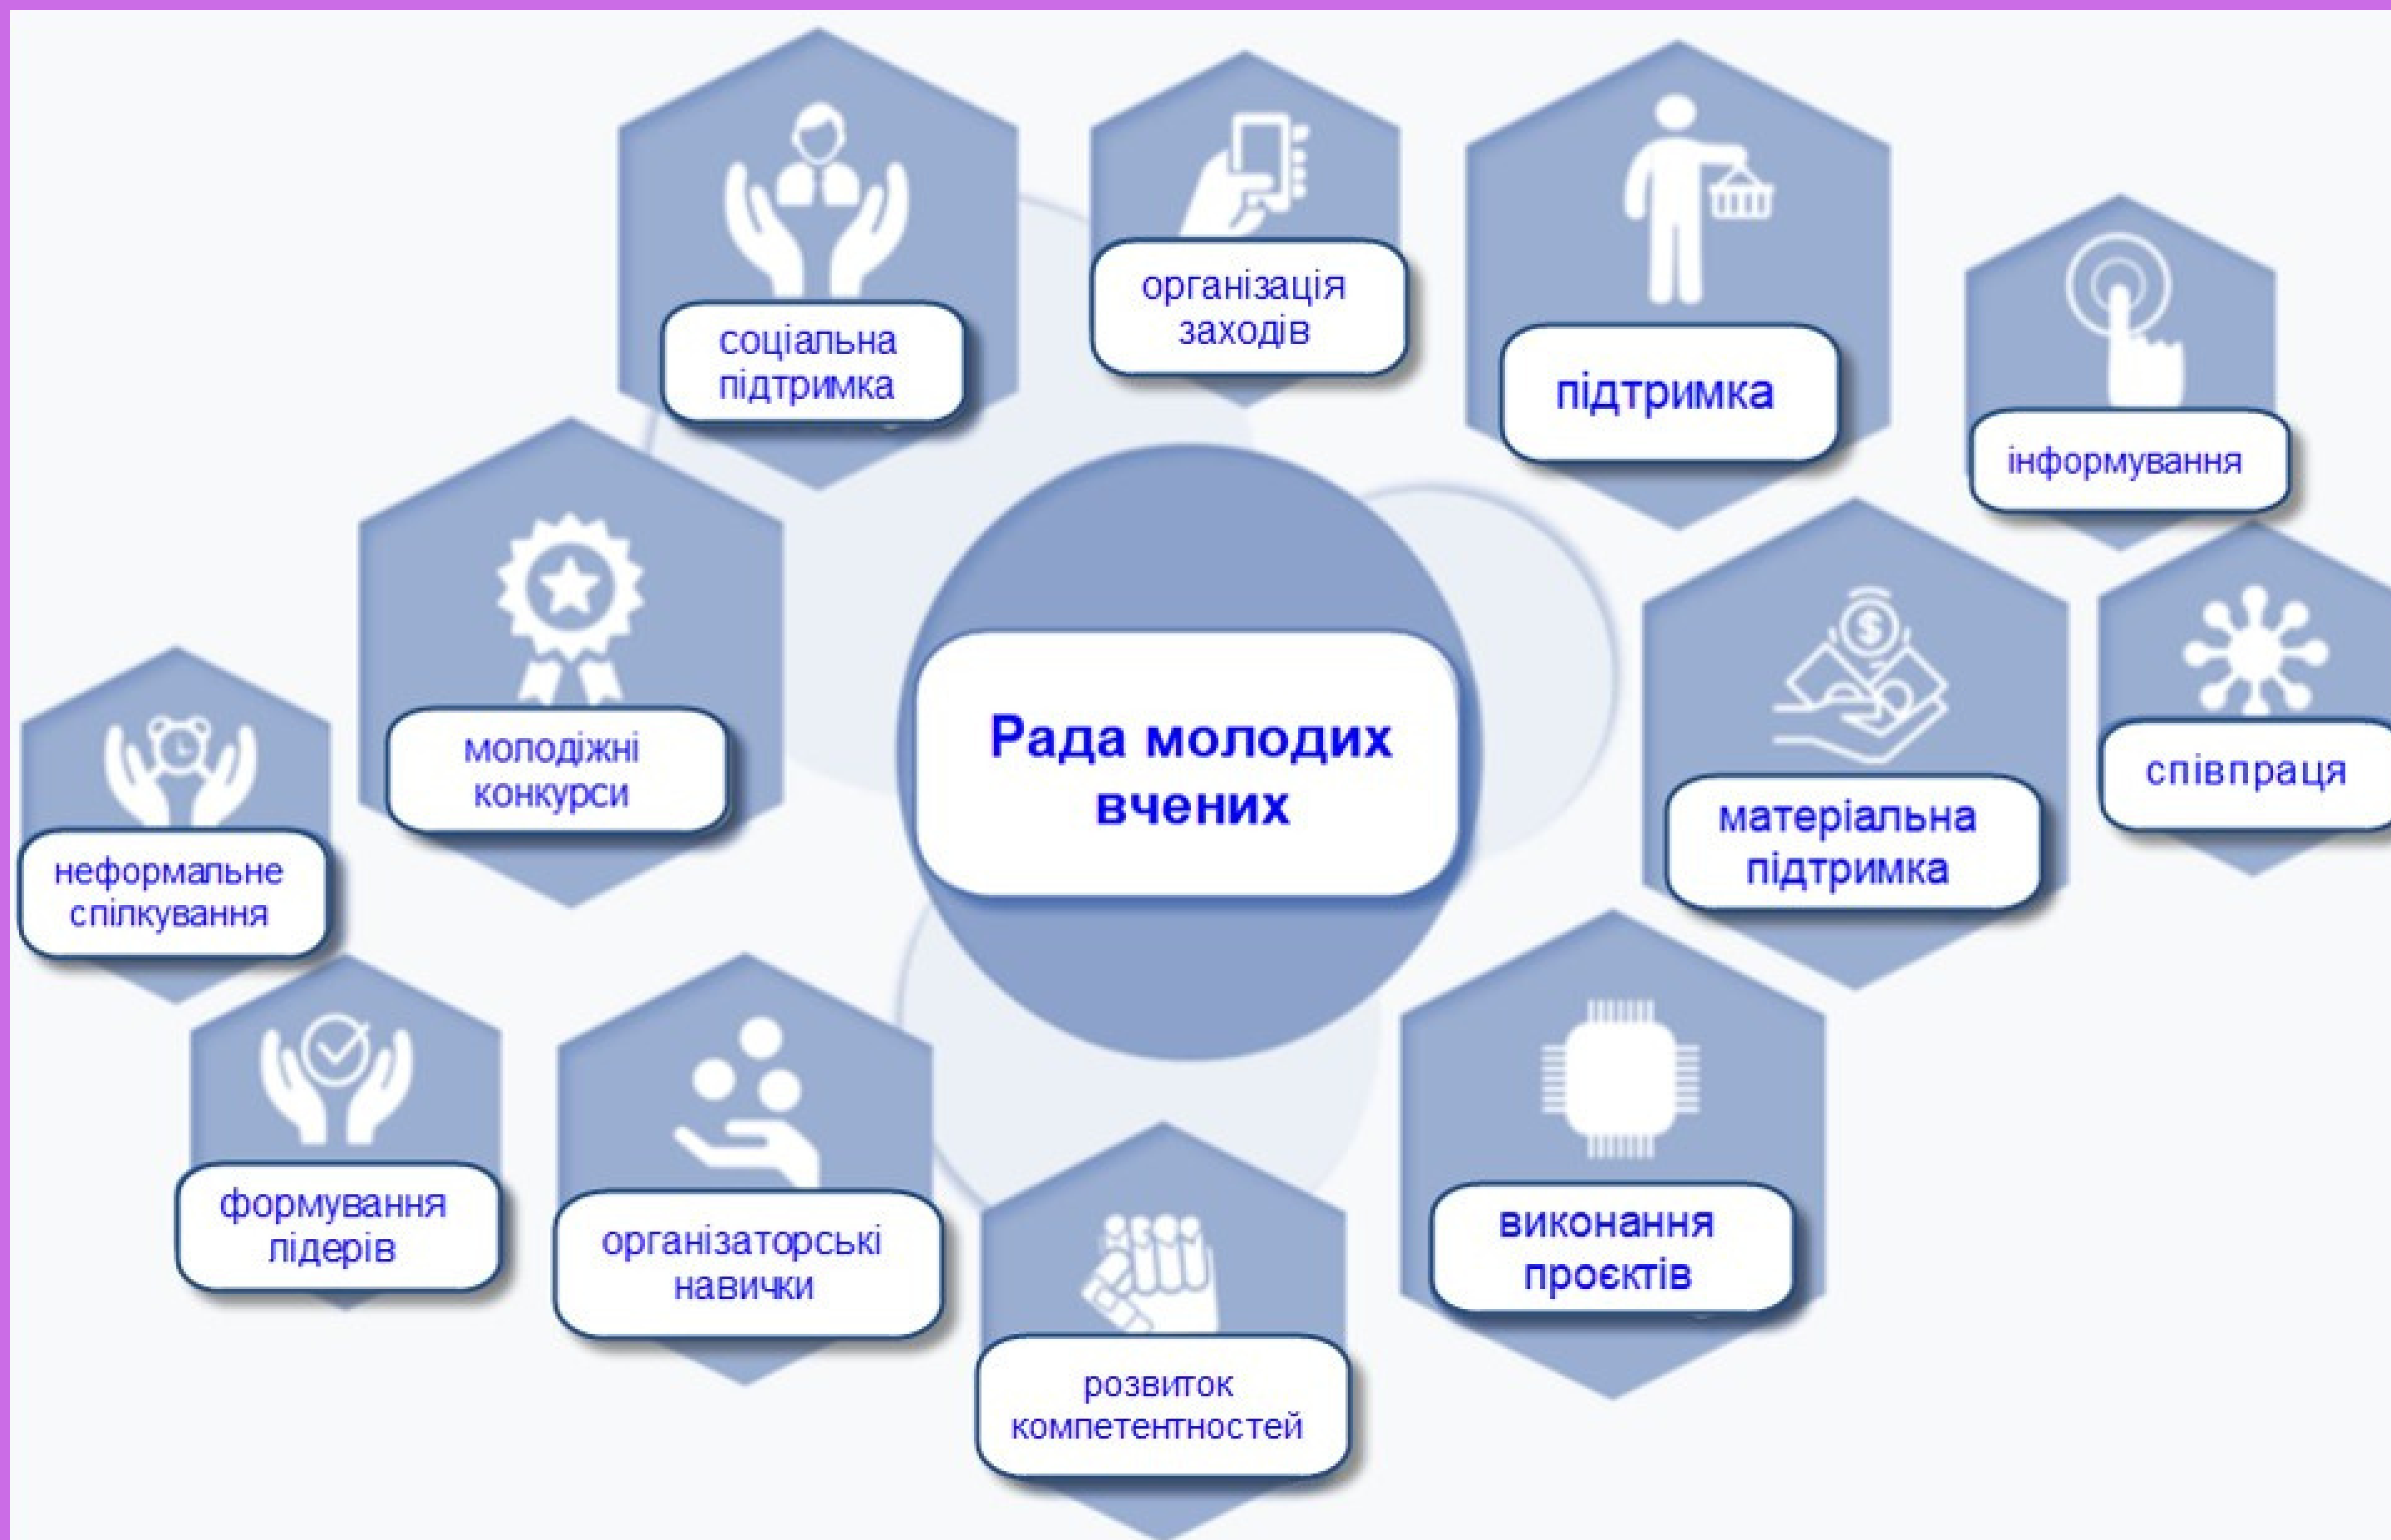 соціальна
підтримка
організація
заходів
підтримка
інформування
молодіжні
конкурси
Рада молодих
вчених
матеріальна
підтримка
співпраця
неформальне
спілкування
формування
лідерів
організаторські
навички
виконання
проєктів
розвиток
компетентностей